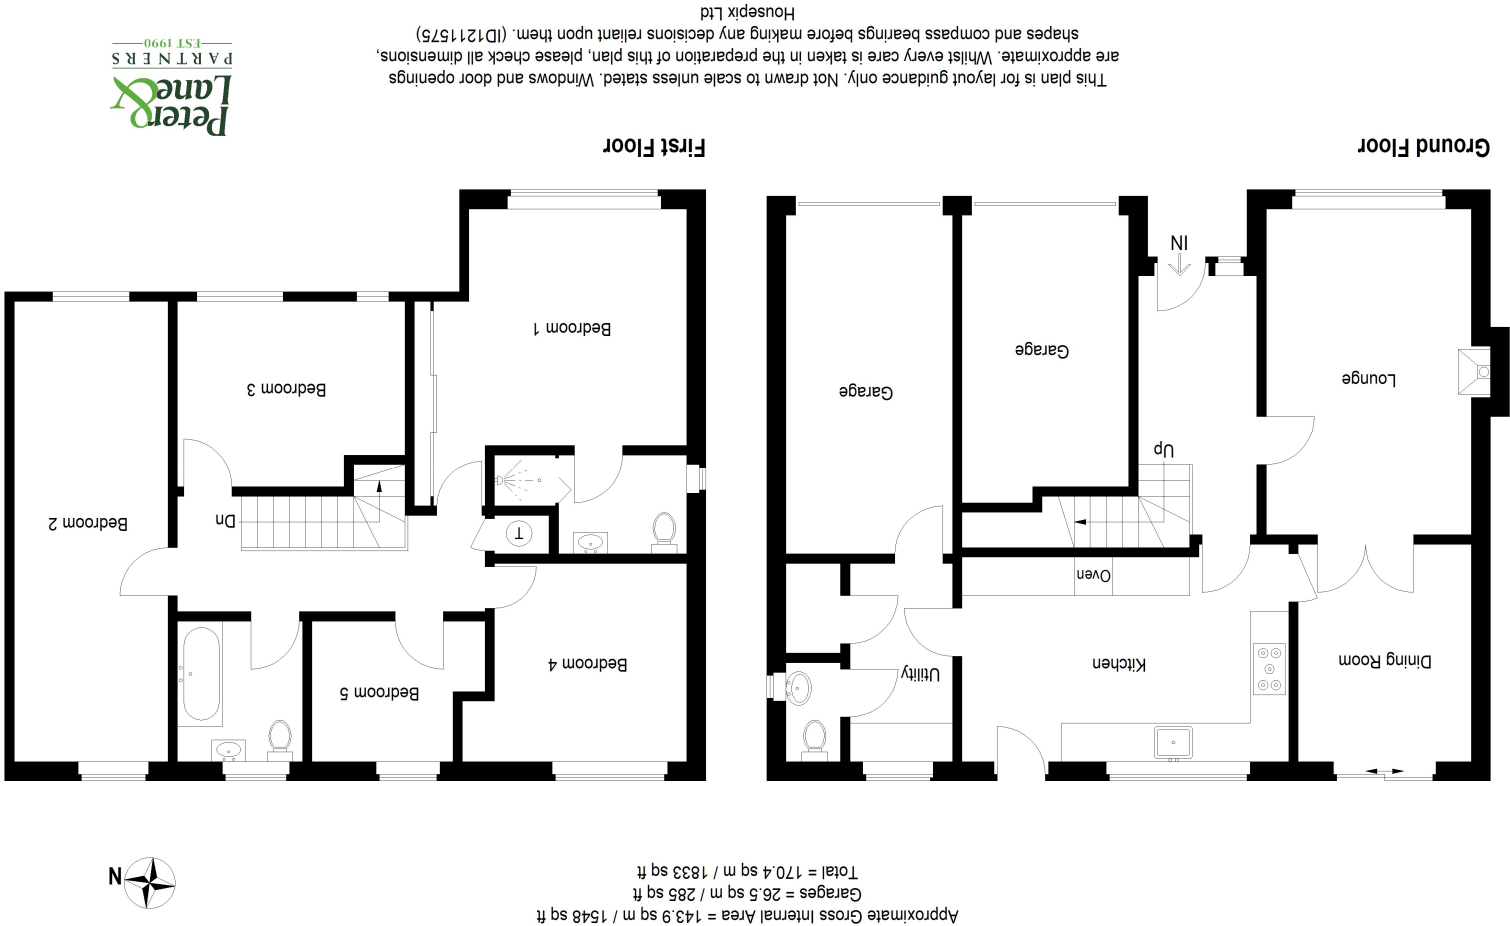 Approximate Gross Internal Area = 143.9 sq m / 1548 sq ft
Garages = 26.5 sq m / 285 sq ft
Total = 170.4 sq m / 1833 sq ft
N
Dining Room
Kitchen
Utility
Oven
Lounge
Up
Garage
Garage
IN
Ground Floor
Bedroom 4
Bedroom 5
T
Bedroom 2
Dn
Bedroom 3
Bedroom 1
First Floor
Peter
& Lane
PARTNERS
EST 1990
This plan is for layout guidance only. Not drawn to scale unless stated. Windows and door openings
are approximate. Whilst every care is taken in the preparation of this plan, please check all dimensions,
shapes and compass bearings before making any decisions reliant upon them. (ID1211575)
Housepix Ltd